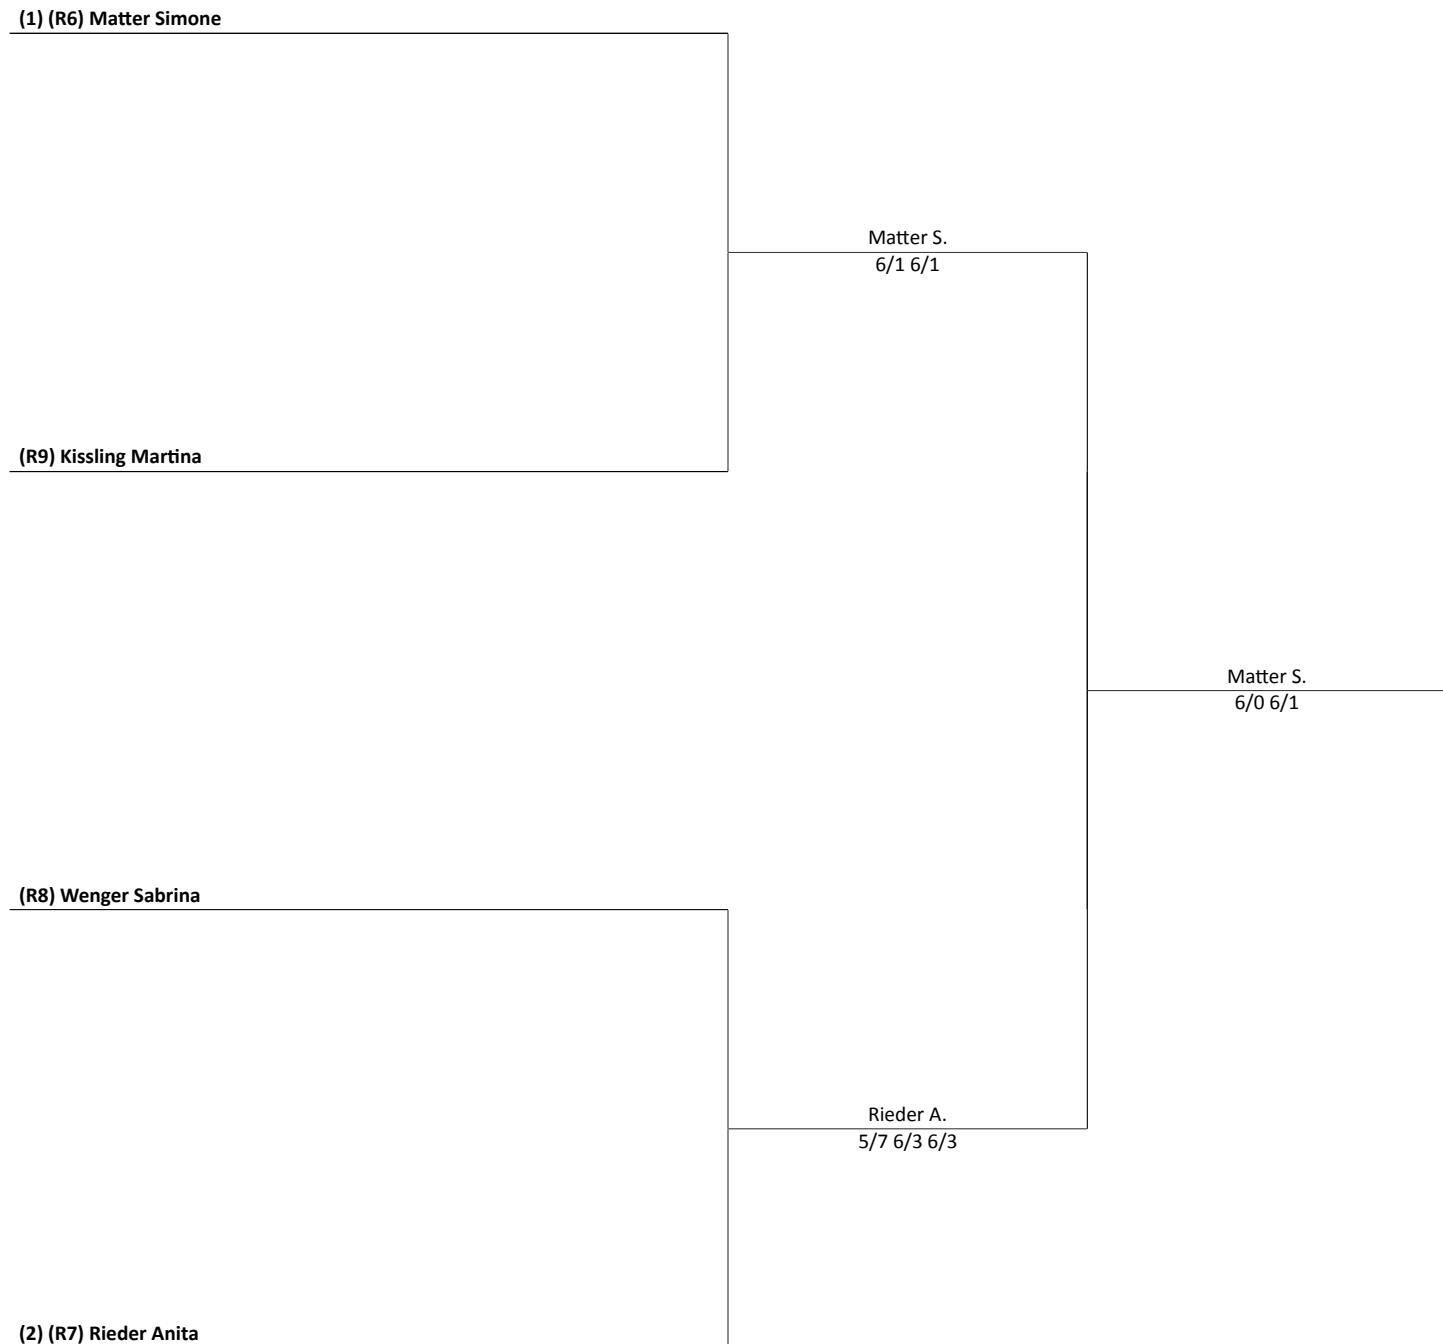 (1) (R6) Matter Simone
Matter S.
6/1 6/1
(R9) Kissling Martina
Matter S.
6/0 6/1
(R8) Wenger Sabrina
Rieder A.
5/7 6/3 6/3
(2) (R7) Rieder Anita